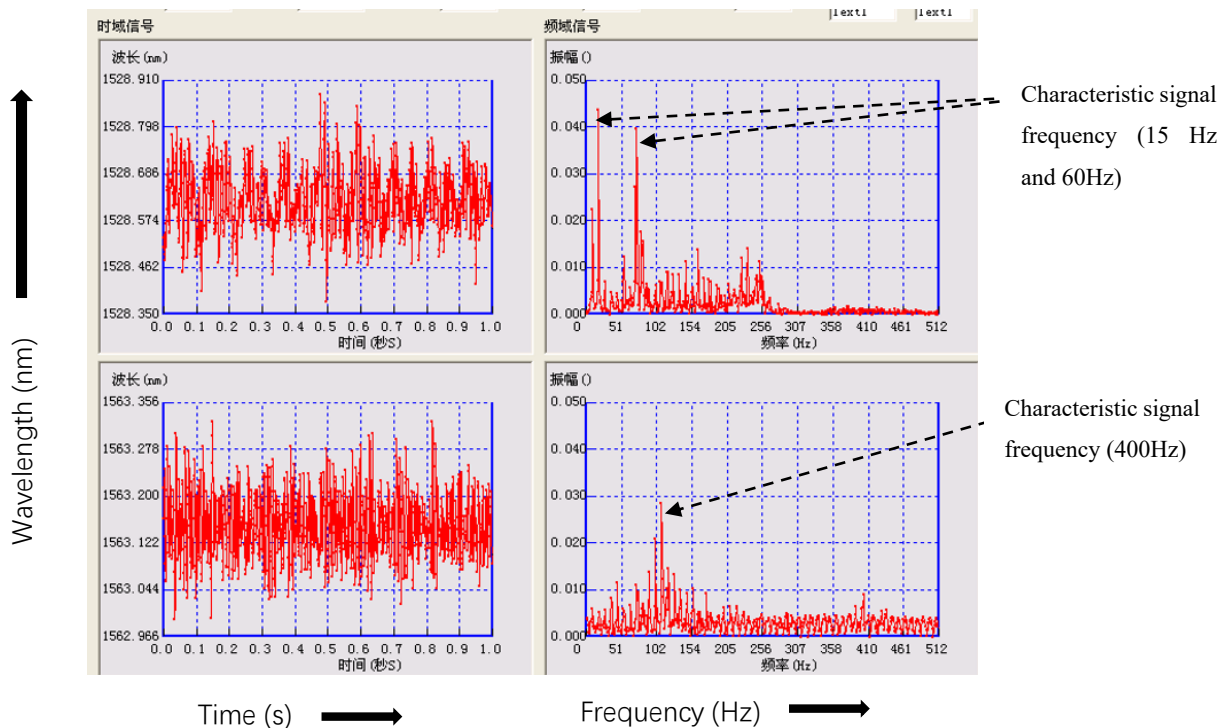 Text1 Text1
时域信号
频域信号
波长(nm)
1528.910
1528.798
1528.686
1528.574
1528.462
1528.350
0.0 0.1 0.2 0.3 0.4 0.5 0.6 0.7 0.8 0.9 1.0
时间(秒S)
振幅()
0.050
0.040
0.030
0.020
0.010
0.000
0 51 102 154 205 256 307 358 410 461 512
频率(Hz)
波长(nm)
1563.356
1563.278
1563.200
1563.122
1563.044
1562.966
0.0 0.1 0.2 0.3 0.4 0.5 0.6 0.7 0.8 0.9 1.0
时间(秒S)
振幅()
0.050
0.040
0.030
0.020
0.010
0.000
0 51 102 154 205 256 307 358 410 461 512
频率(Hz)
Wavelength (nm)
Time (s)
Frequency (Hz)
Characteristic signal
frequency (15 Hz
and 60Hz)
Characteristic signal
frequency (400Hz)